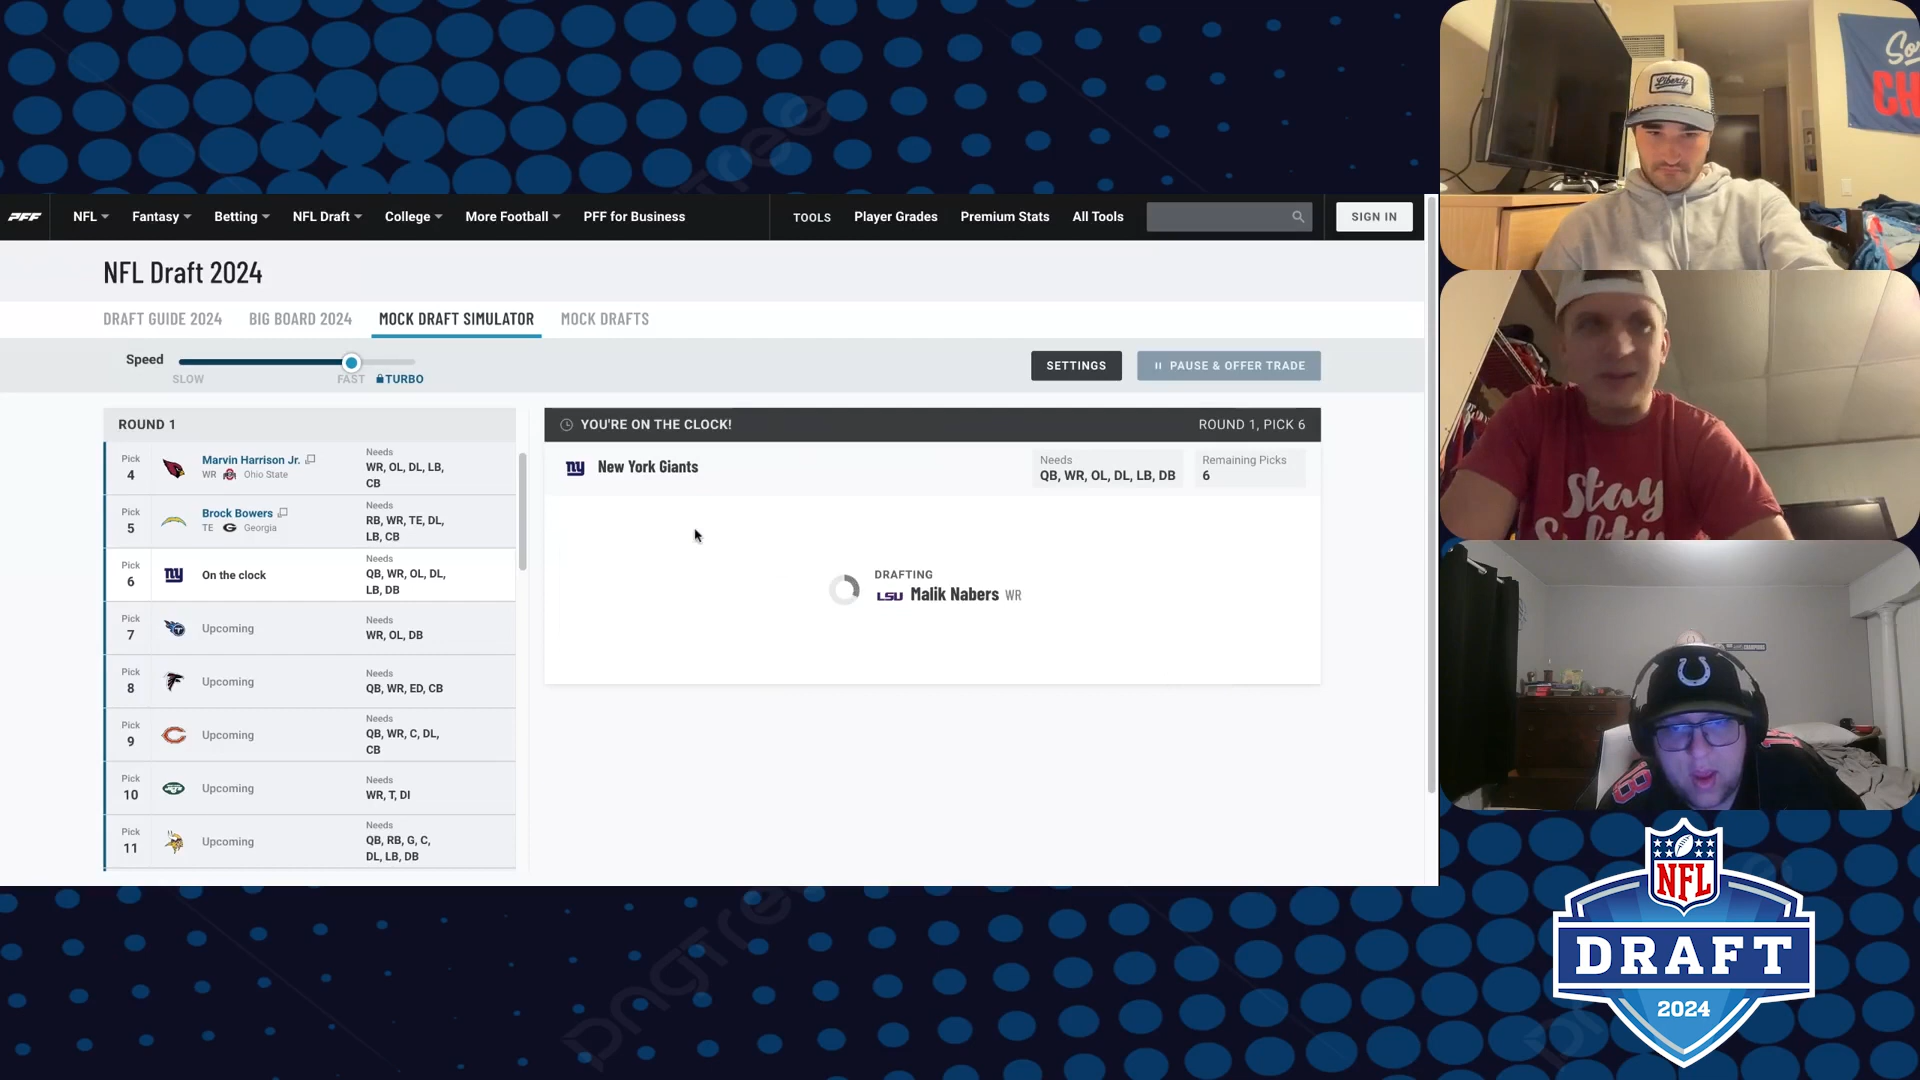 NFL
Fantasy
Betting
NFL Draft
College
More Football
PFF for Business
TOOLS
Player Grades
Premium Stats
All Tools
SIGN IN
PFF
NFL Draft 2024
DRAFT GUIDE 2024
BIG BOARD 2024
MOCK DRAFT SIMULATOR
MOCK DRAFTS
Speed
SLOW
FAST
TURBO
SETTINGS
PAUSE & OFFER TRADE
ROUND 1
Pick
4
Marvin Harrison Jr.
WR Ohio State
Needs
WR, OL, DL, LB,
CB
Pick
5
Brock Bowers
TE Georgia
Needs
RB, WR, TE, DL,
LB, CB
Pick
6
ny
On the clock
Needs
QB, WR, OL, DL,
LB, DB
Pick
7
Upcoming
Needs
WR, OL, DB
Pick
8
Upcoming
Needs
QB, WR, ED, CB
Pick
9
Upcoming
Needs
QB, WR, C, DL,
CB
Pick
10
Upcoming
Needs
WR, T, DI
Pick
11
Upcoming
Needs
QB, RB, G, C,
DL, LB, DB
YOU'RE ON THE CLOCK!
ROUND 1, PICK 6
ny
New York Giants
Needs
QB, WR, OL, DL, LB, DB
Remaining Picks
6
DRAFTING
LSU Malik Nabers WR
Liberty
Stay
Salty
NFL
DRAFT
2024
pngtree